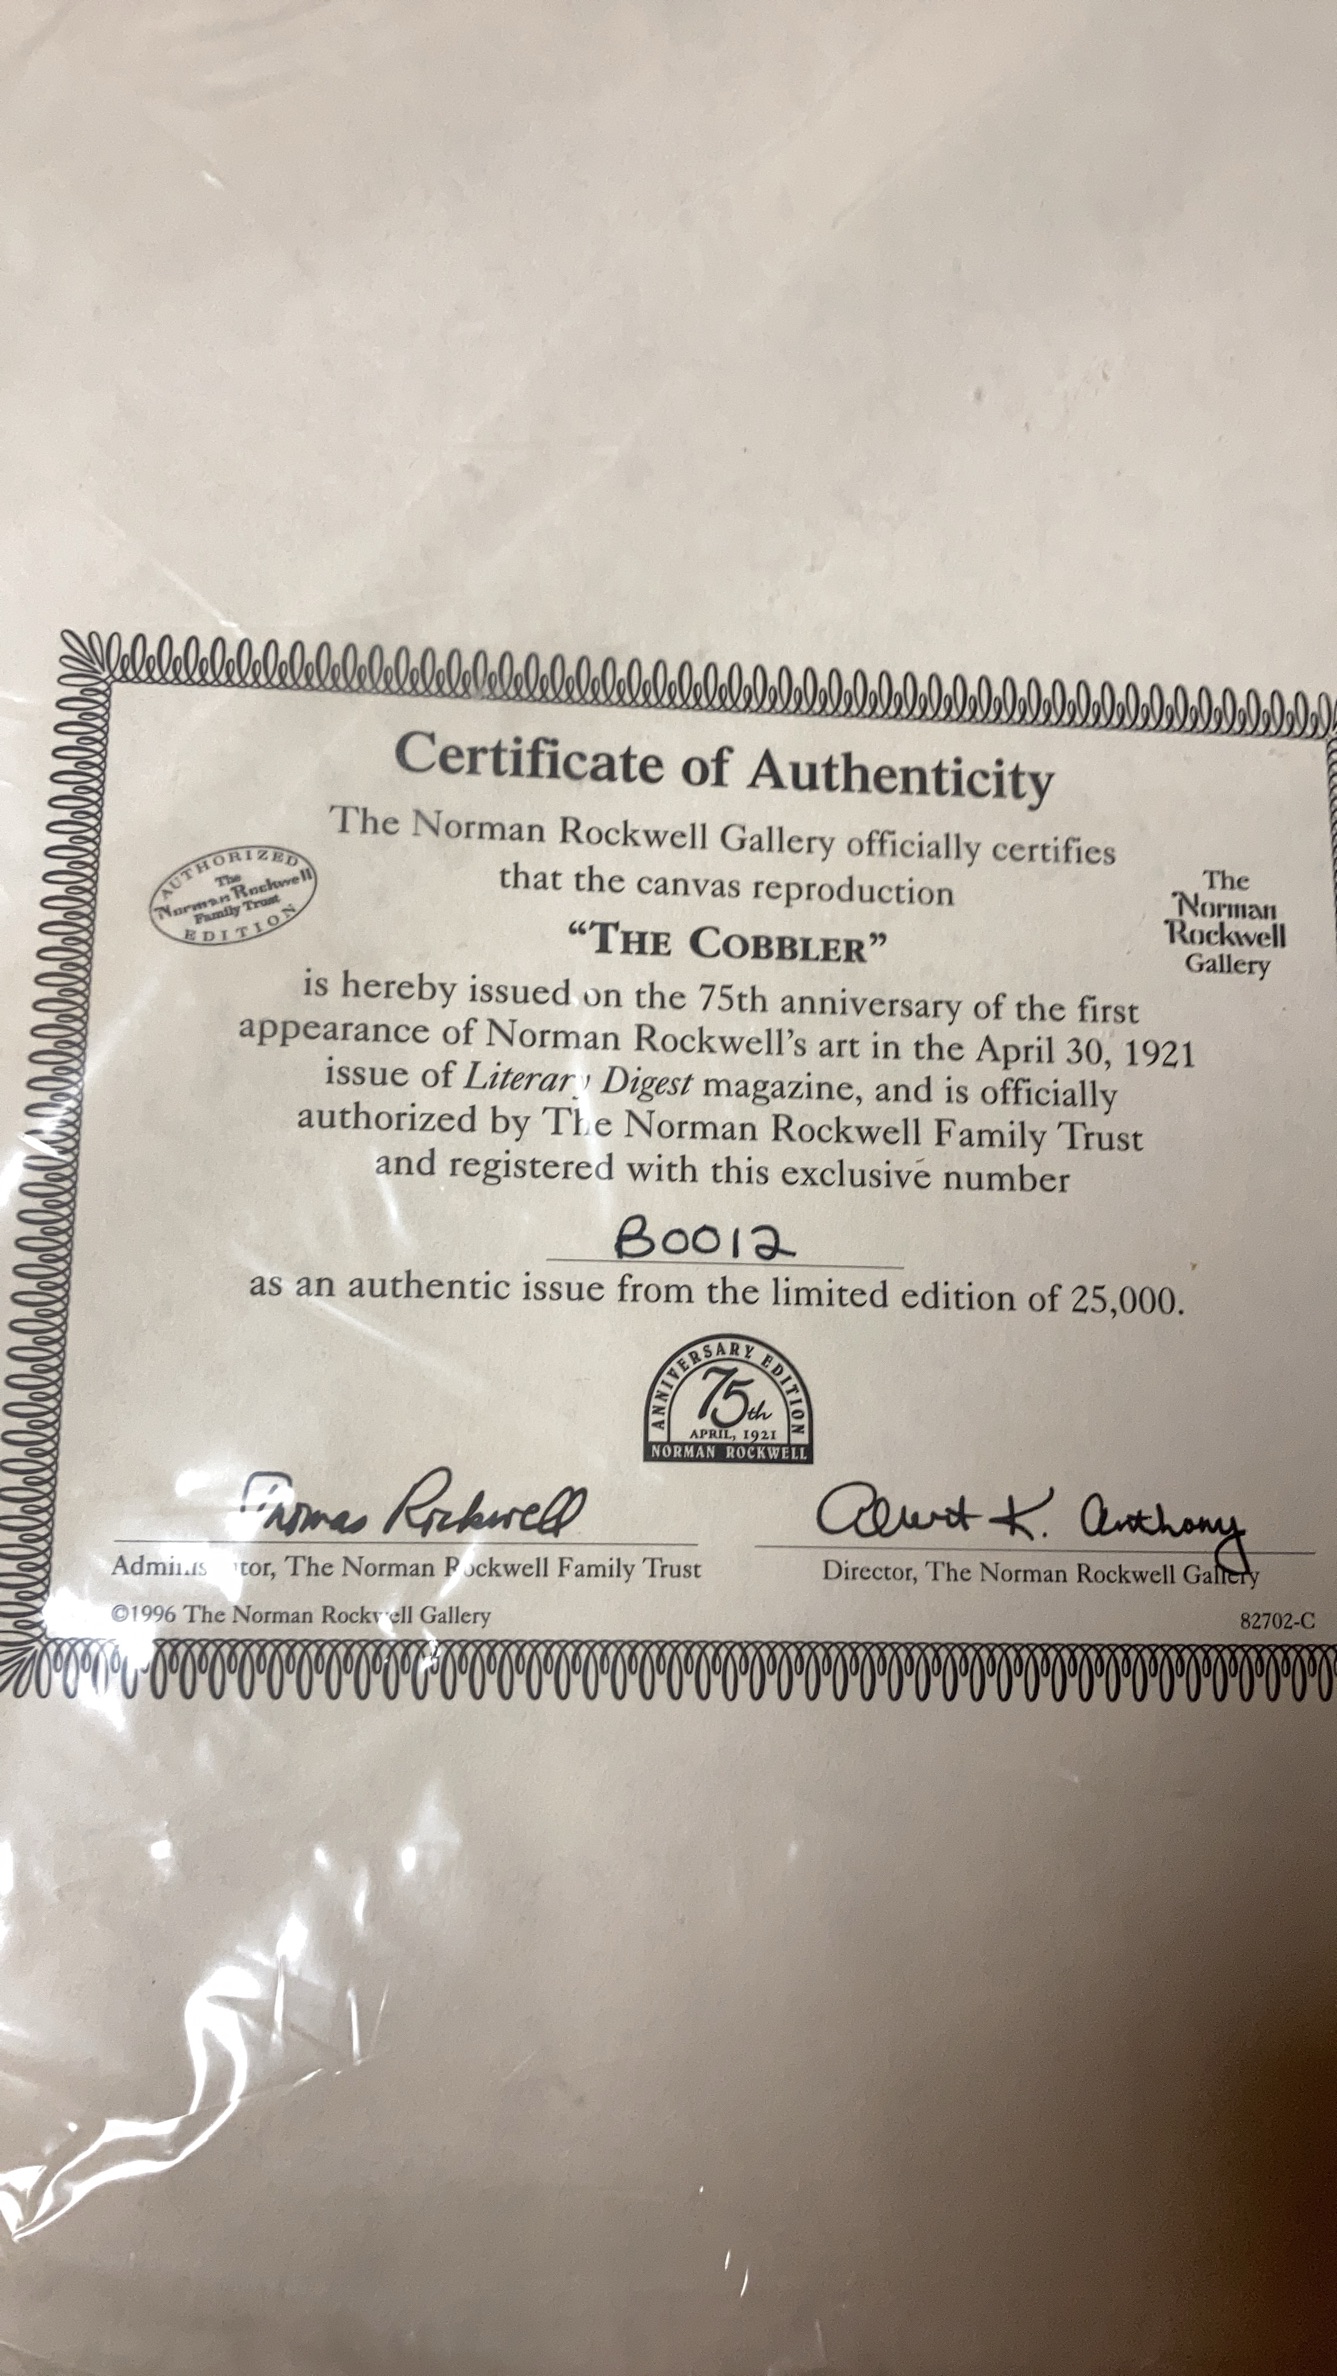 Certificate of Authenticity
The Norman Rockwell Gallery officially certifies
that the canvas reproduction
AUTHORIZED
The
Norman Rockwell
Family Trust
EDITION
The
Norman
Rockwell
Gallery
“THE COBBLER”
is hereby issued on the 75th anniversary of the first
appearance of Norman Rockwell’s art in the April 30, 1921
issue of Literary Digest magazine, and is officially
authorized by The Norman Rockwell Family Trust
and registered with this exclusive number
B0012
as an authentic issue from the limited edition of 25,000.
ANNIVERSARY EDITION
75th
APRIL, 1921
NORMAN ROCKWELL
Thomas Rockwell
Administrator, The Norman Rockwell Family Trust
Albert K. Anthony
Director, The Norman Rockwell Gallery
©1996 The Norman Rockwell Gallery
82702-C